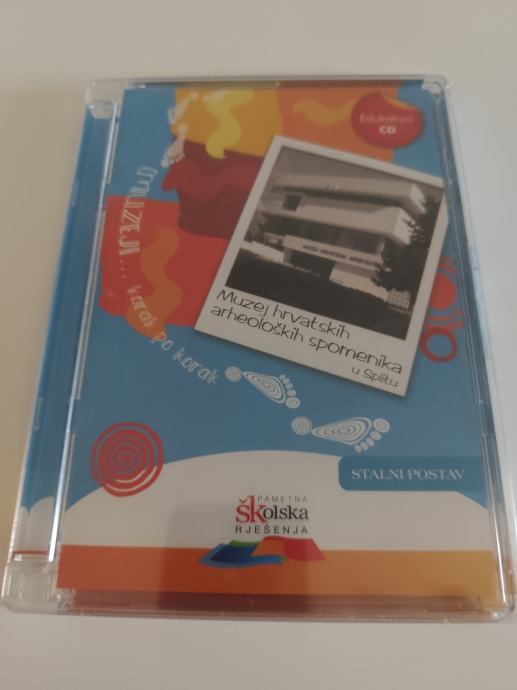 Edukativni
CD
MUZEJI... korak po korak
Muzej hrvatskih
arheoloških spomenika
u Splitu
STALNI POSTAV
PAMETNA
školska
RJEŠENJA